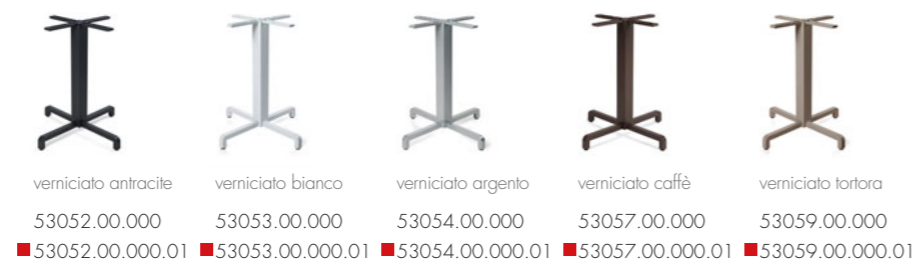 verniciato antracite verniciato bianco verniciato argento verniciato caffè verniciato tortora
53052.00.000 53053.00.000 53054.00.000 53057.00.000 53059.00.000
53052.00.000.01 53053.00.000.01 53054.00.000.01 53057.00.000.01 53059.00.000.01